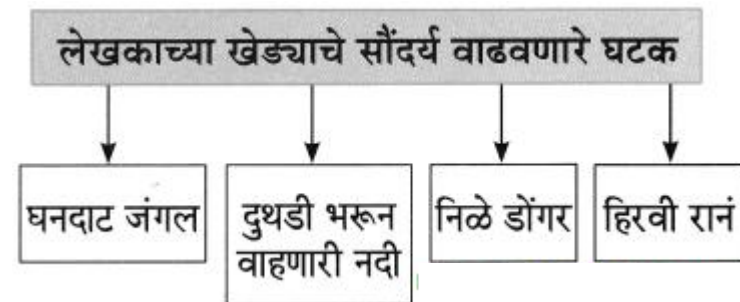 लेखकाच्या खेड्याचे सौंदर्य वाढवणारे घटक
घनदाट जंगल
दुथडी भरून
वाहणारी नदी
निळे डोंगर
हिरवी रानं